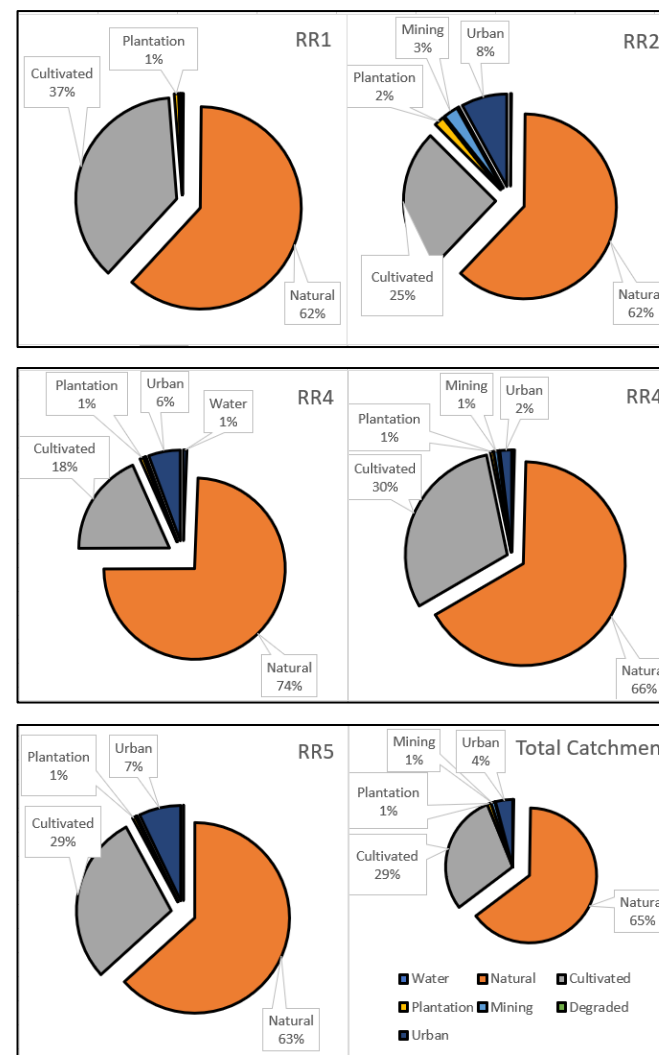 RR1
Plantation
1%
Cultivated
37%
Natural
62%
RR2
Mining
3%
Urban
8%
Plantation
2%
Cultivated
25%
Natura
62%
RR4
Plantation
1%
Urban
6%
Water
1%
Cultivated
18%
Natural
74%
RR4
Mining
1%
Urban
2%
Plantation
1%
Cultivated
30%
Natura
66%
RR5
Plantation
1%
Urban
7%
Cultivated
29%
Natural
63%
Total Catchmen
Mining
1%
Urban
4%
Plantation
1%
Cultivated
29%
Natura
65%
Water Natural Cultivated
Plantation Mining Degraded
Urban